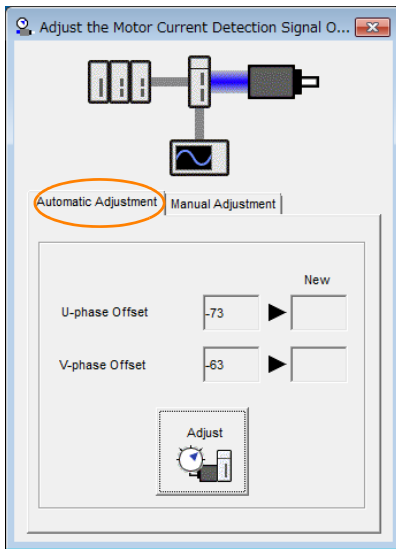 Adjust the Motor Current Detection Signal O...
Automatic Adjustment
Manual Adjustment
New
U-phase Offset
-73
V-phase Offset
-63
Adjust